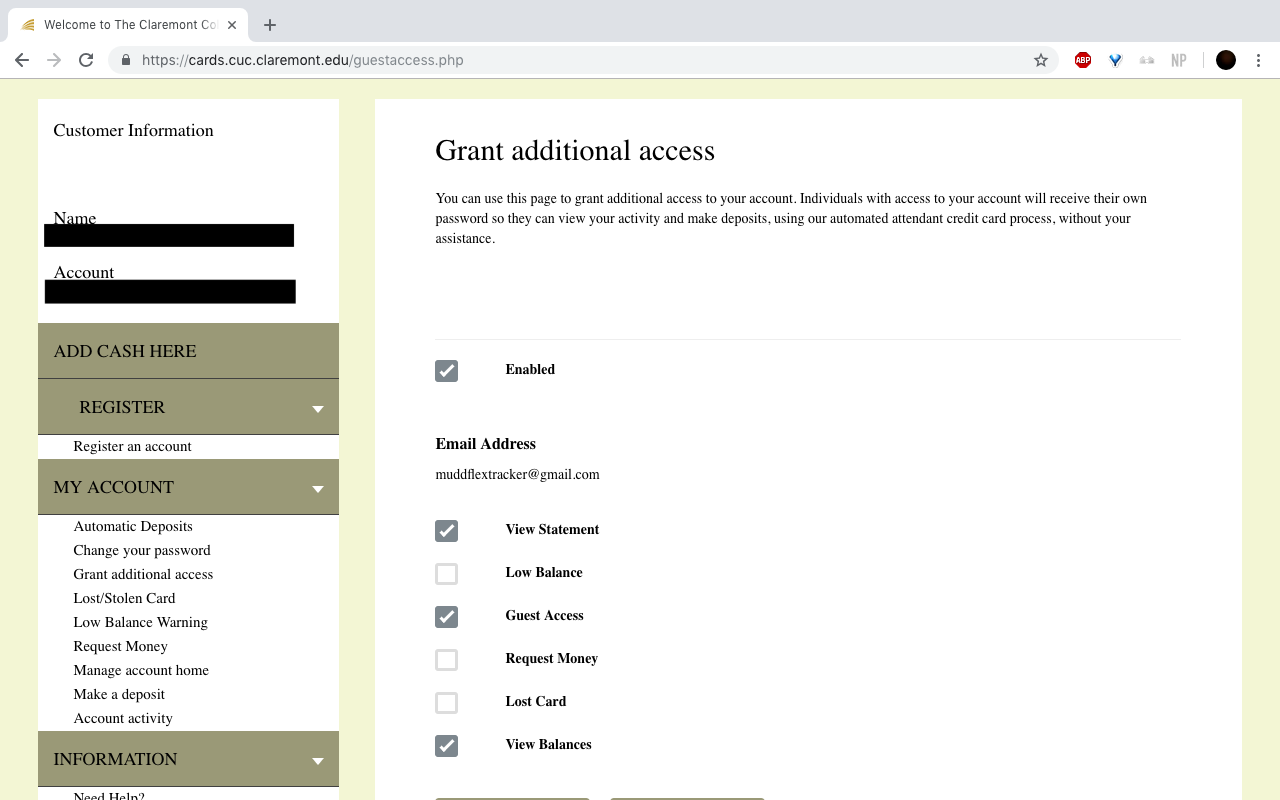 Welcome to The Claremont Co
https://cards.cuc.claremont.edu/guestaccess.php
ABP
NP
Customer Information
Name
Account
ADD CASH HERE
REGISTER
Register an account
MY ACCOUNT
Automatic Deposits
Change your password
Grant additional access
Lost/Stolen Card
Low Balance Warning
Request Money
Manage account home
Make a deposit
Account activity
INFORMATION
Need Help?
Grant additional access
You can use this page to grant additional access to your account. Individuals with access to your account will receive their own
password so they can view your activity and make deposits, using our automated attendant credit card process, without your
assistance.
Enabled
Email Address
muddflextracker@gmail.com
View Statement
Low Balance
Guest Access
Request Money
Lost Card
View Balances